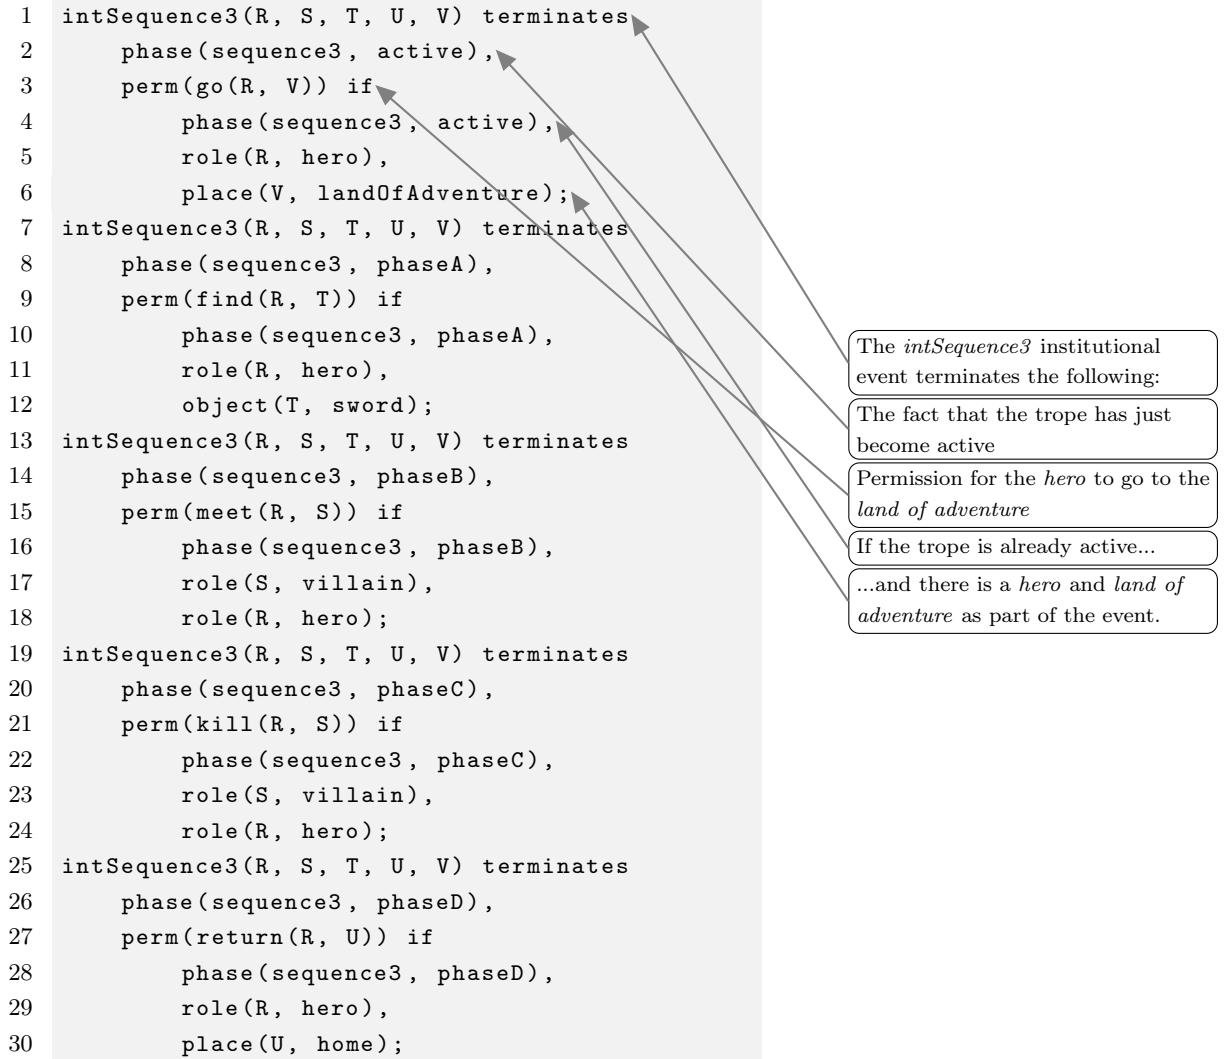 1 intSequence3(R, S, T, U, V) terminates
2 phase(sequence3, active),
3 perm(go(R, V)) if
4 phase(sequence3, active),
5 role(R, hero),
6 place(V, landOfAdventure);
7 intSequence3(R, S, T, U, V) terminates
8 phase(sequence3, phaseA),
9 perm(find(R, T)) if
10 phase(sequence3, phaseA),
11 role(R, hero),
12 object(T, sword);
13 intSequence3(R, S, T, U, V) terminates
14 phase(sequence3, phaseB),
15 perm(meet(R, S)) if
16 phase(sequence3, phaseB),
17 role(S, villain),
18 role(R, hero);
19 intSequence3(R, S, T, U, V) terminates
20 phase(sequence3, phaseC),
21 perm(kill(R, S)) if
22 phase(sequence3, phaseC),
23 role(S, villain),
24 role(R, hero);
25 intSequence3(R, S, T, U, V) terminates
26 phase(sequence3, phaseD),
27 perm(return(R, U)) if
28 phase(sequence3, phaseD),
29 role(R, hero),
30 place(U, home);
The intSequence3 institutional
event terminates the following:
The fact that the trope has just
become active
Permission for the hero to go to the
land of adventure
If the trope is already active...
...and there is a hero and land of
adventure as part of the event.